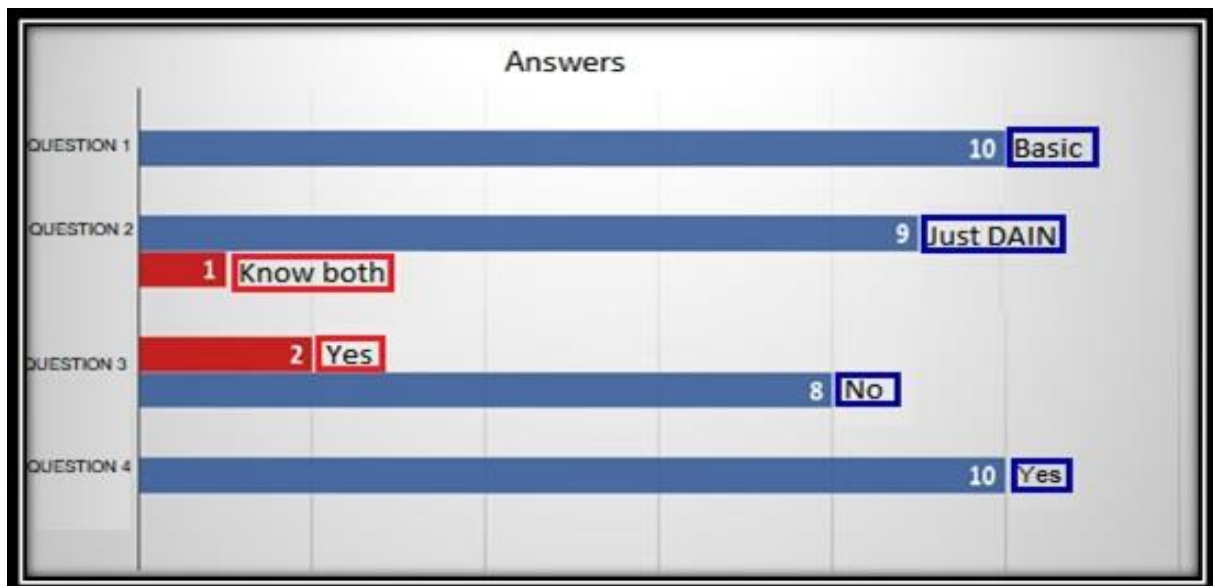 Answers
QUESTION 1
10 Basic
QUESTION 2
9 Just DAIN
1 Know both
2 Yes
QUESTION 3
8 No
QUESTION 4
10 Yes